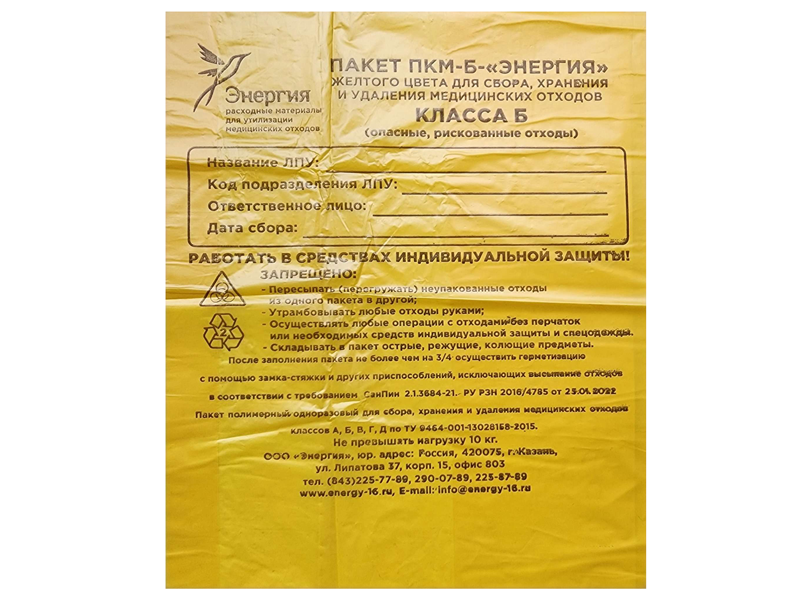 Энергия
расходные материалы
для утилизации
медицинских отходов
ПАКЕТ ПКМ-Б-«ЭНЕРГИЯ»
ЖЕЛТОГО ЦВЕТА ДЛЯ СБОРА, ХРАНЕНИЯ
И УДАЛЕНИЯ МЕДИЦИНСКИХ ОТХОДОВ
КЛАССА Б
(опасные, рискованные отходы)
Название ЛПУ:
Код подразделения ЛПУ:
Ответственное лицо:
Дата сбора:
РАБОТАТЬ В СРЕДСТВАХ ИНДИВИДУАЛЬНОЙ ЗАЩИТЫ!
ЗАПРЕЩЕНО:
- Пересыпать (перегружать) неупакованные отходы
из одного пакета в другой;
- Утрамбовывать любые отходы руками;
- Осуществлять любые операции с отходами без перчаток
или необходимых средств индивидуальной защиты и спецодежды.
- Складывать в пакет острые, режущие, колющие предметы.
2
После заполнения пакета не более чем на 3/4 осуществить герметизацию
с помощью замка-стяжки и других приспособлений, исключающих высыпение отходов
в соответствии с требованием СанПин 2.1.3684-21. РУ РЗН 2016/4785 от 25.01.2022
Пакет полимерный одноразовый для сбора, хранения и удаления медицинских отходов
классов А, Б, В, Г, Д по ТУ 9464-001-13028158-2015.
Не превышать нагрузку 10 кг.
ООО «Энергия», юр. адрес: Россия, 420075, г. Казань,
ул. Липатова 37, корп. 15, офис 803
тел. (843)225-77-89, 290-07-89, 225-87-89
www.energy-16.ru, E-mail: info@energy-16.ru